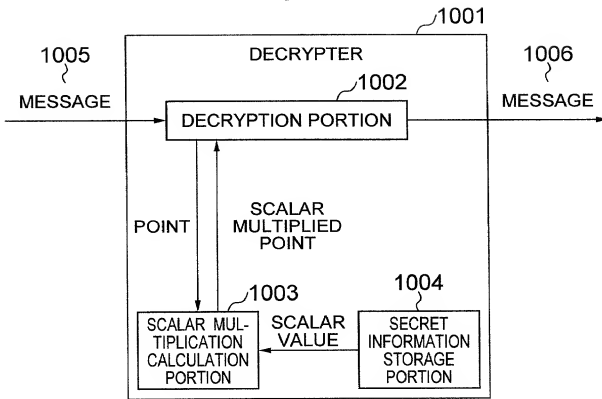 1001
1005
DECRYPTER
1006
1002
MESSAGE
MESSAGE
DECRYPTION PORTION
POINT
SCALAR
MULTIPLIED
POINT
1003
1004
SCALAR MUL-
TIPLICATION
CALCULATION
PORTION
SCALAR
VALUE
SECRET
INFORMATION
STORAGE
PORTION